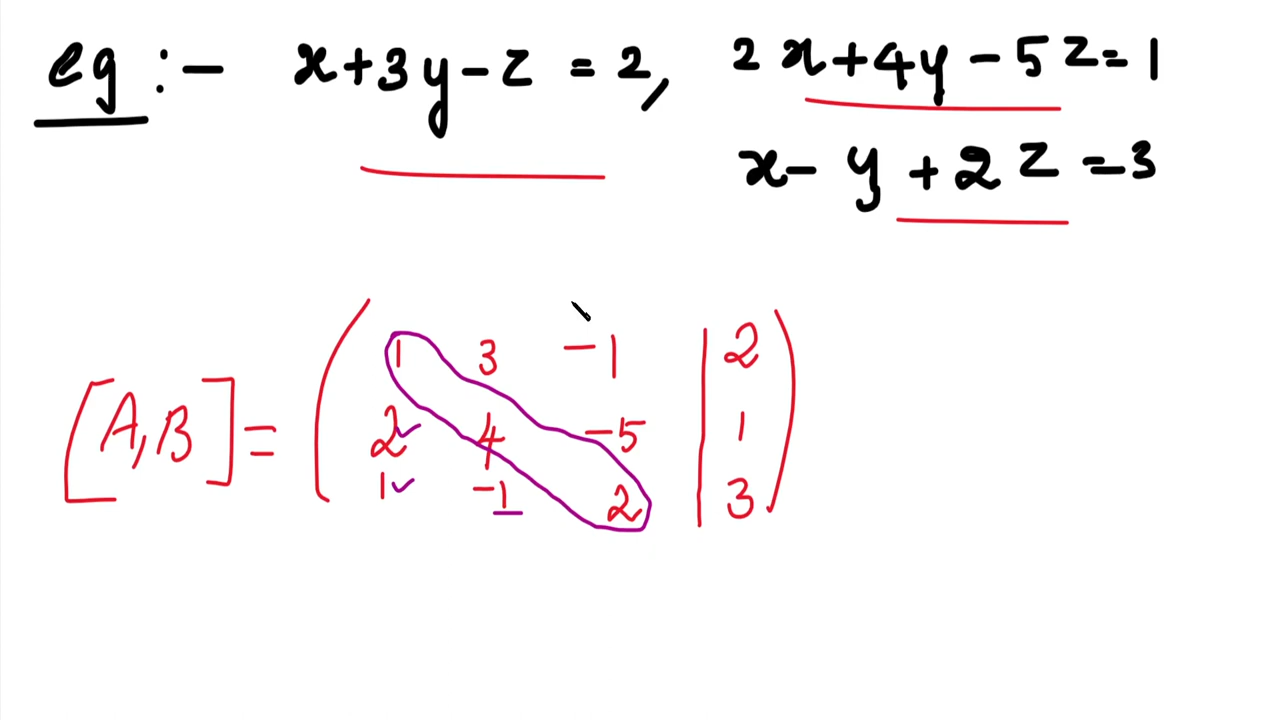 eg :- x+3y-z = 2, 2x+4y-5z=1
x-y+2z=3
[A,B] = ( 1 3 -1 | 2
2 4 -5 | 1
1 -1 2 | 3 )